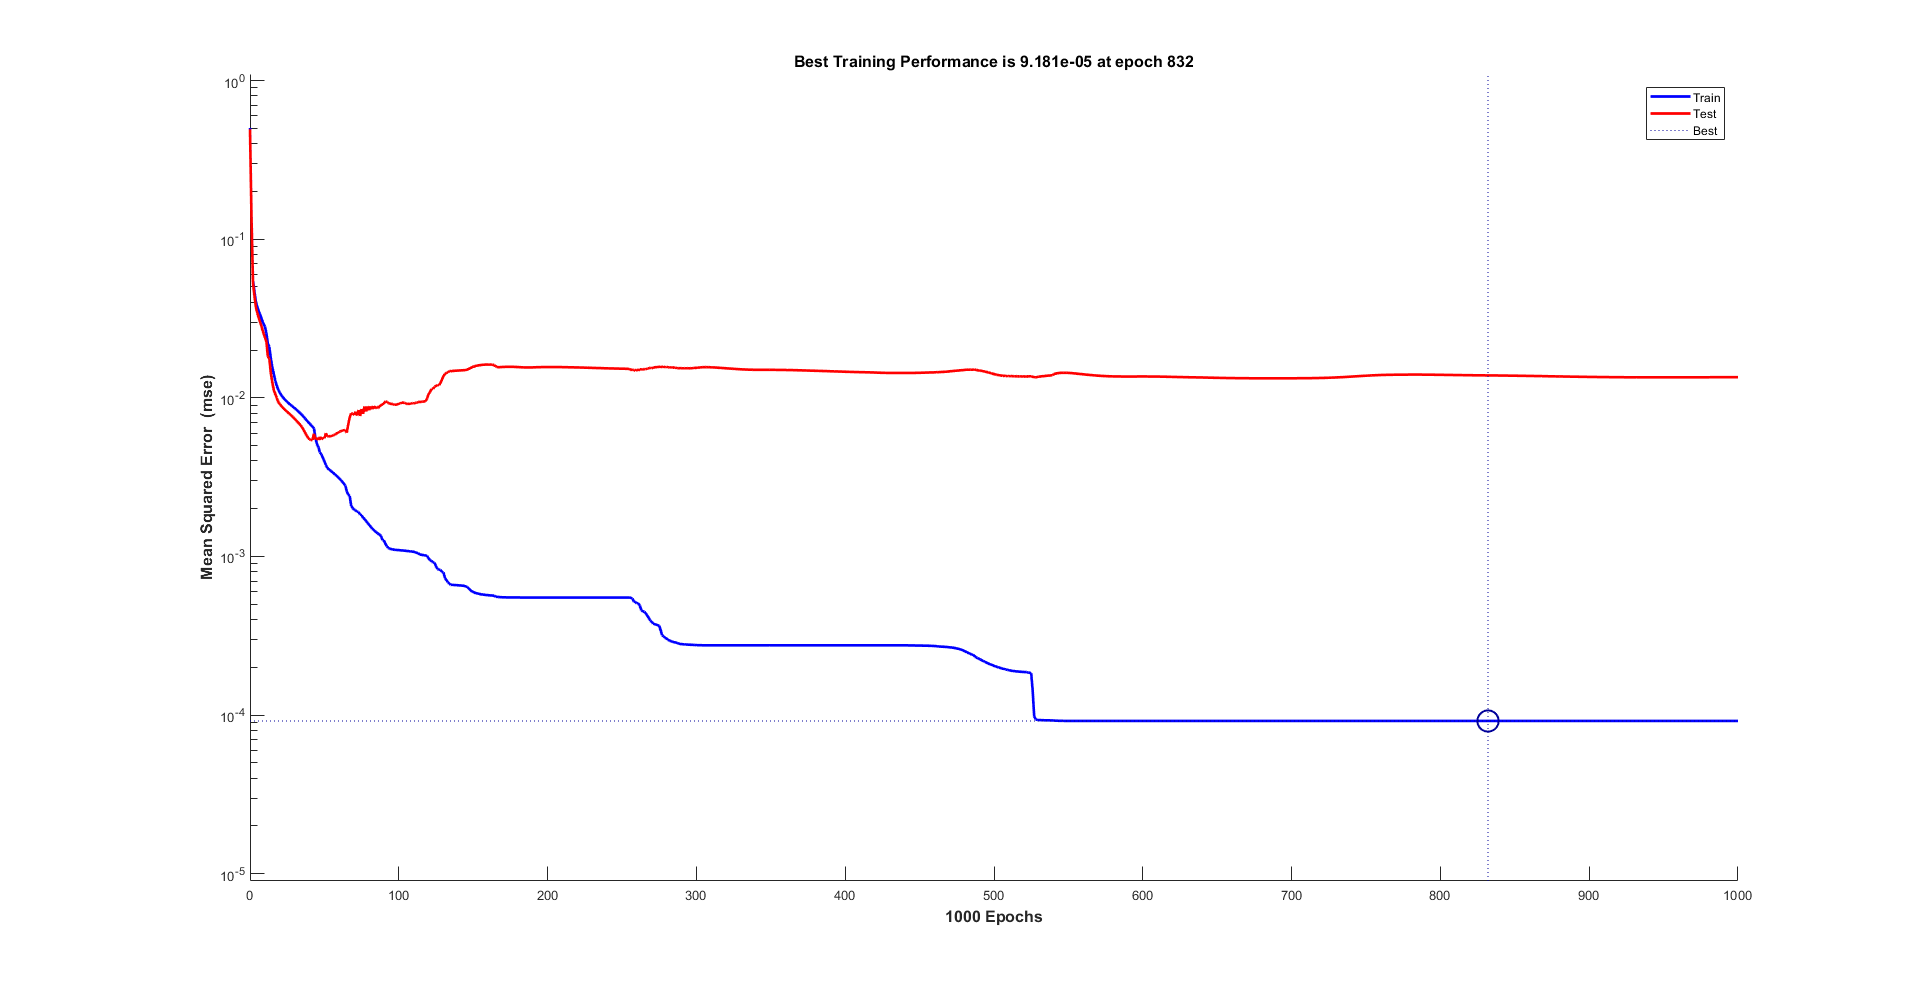 Best Training Performance is 9.181e-05 at epoch 832
10^0
10^-1
10^-2
10^-3
10^-4
10^-5
Mean Squared Error (mse)
Train
Test
Best
0 100 200 300 400 500 600 700 800 900 1000
1000 Epochs